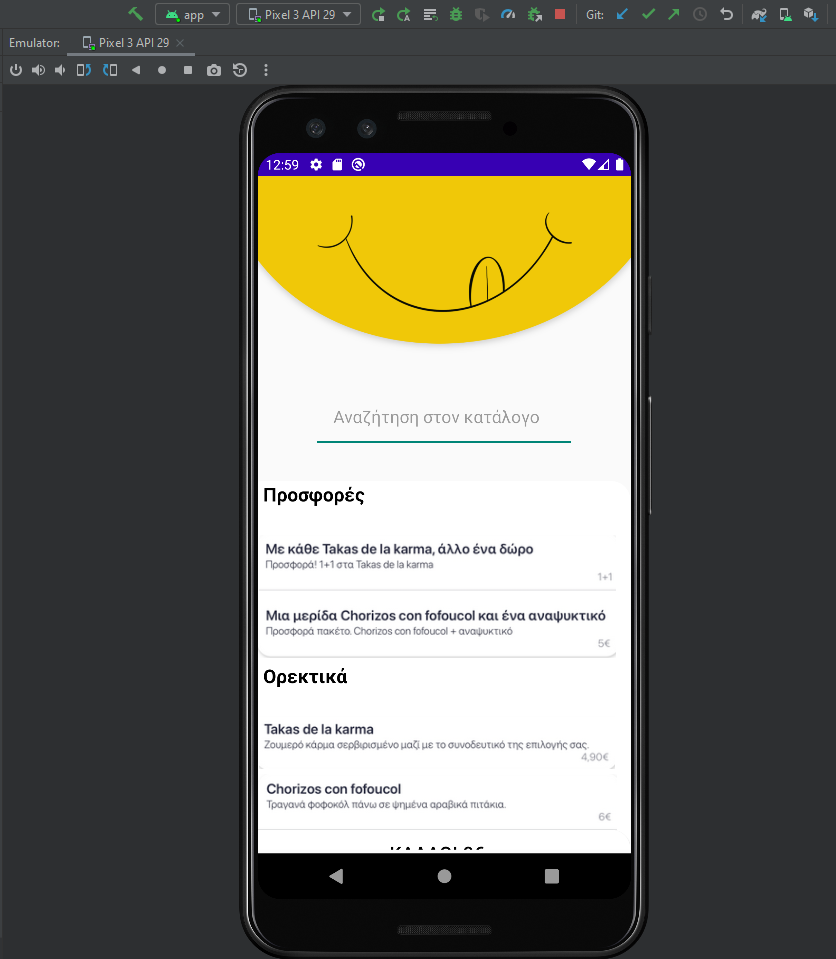 app
Pixel 3 API 29
Git:
Emulator:
Pixel 3 API 29
12:59
Αναζήτηση στον κατάλογο
Προσφορές
Με κάθε Takas de la karma, άλλο ένα δώρο
Προσφορά! 1+1 στα Takas de la karma
1+1
Μια μερίδα Chorizos con fofoucol και ένα αναψυκτικό
Προσφορά πακέτο. Chorizos con fofoucol + αναψυκτικό
5€
Ορεκτικά
Takas de la karma
Ζουμερό κάρμα σερβιρισμένο μαζί με το συνοδευτικό της επιλογής σας.
4,90€
Chorizos con fofoucol
Τραγανά φοφοκόλ πάνω σε ψημένα αραβικά πιτάκια.
6€